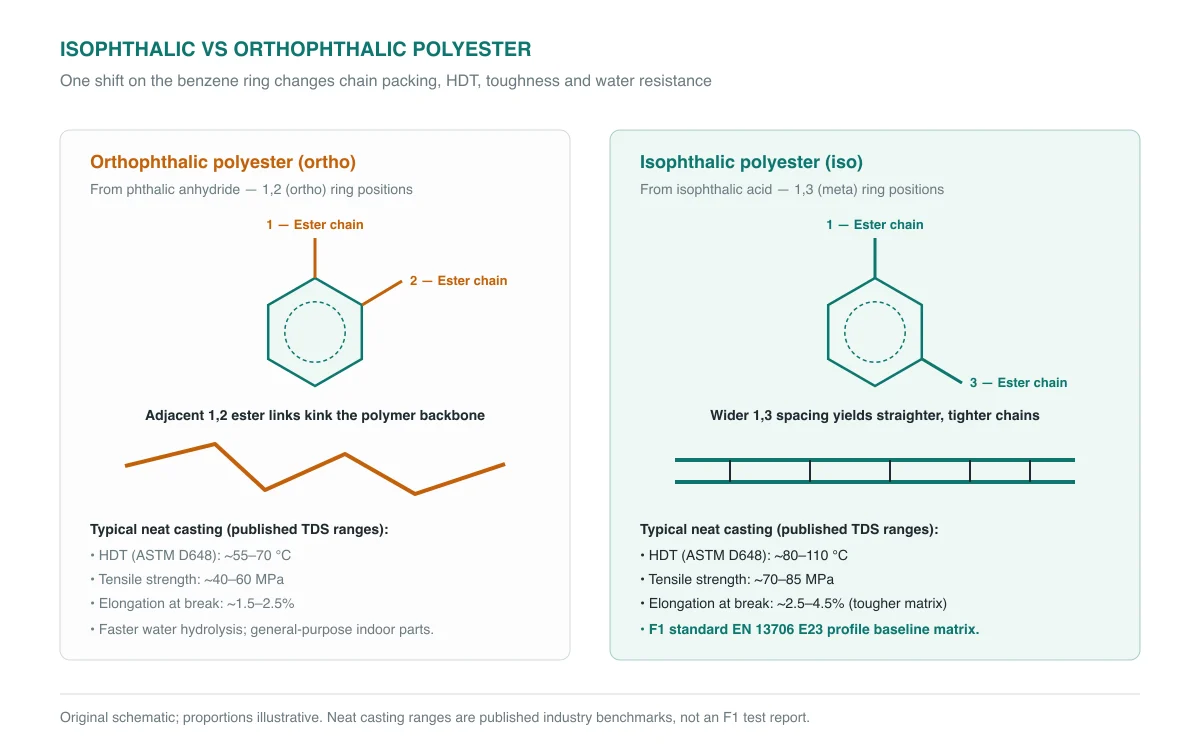 ISOPHTHALIC VS ORTHOPHTHALIC POLYESTER
One shift on the benzene ring changes chain packing, HDT, toughness and water resistance
Orthophthalic polyester (ortho)
From phthalic anhydride — 1,2 (ortho) ring positions
1 — Ester chain
2 — Ester chain
Adjacent 1,2 ester links kink the polymer backbone
Typical neat casting (published TDS ranges):
• HDT (ASTM D648): ~55–70 °C
• Tensile strength: ~40–60 MPa
• Elongation at break: ~1.5–2.5%
• Faster water hydrolysis; general-purpose indoor parts.
Isophthalic polyester (iso)
From isophthalic acid — 1,3 (meta) ring positions
1 — Ester chain
3 — Ester chain
Wider 1,3 spacing yields straighter, tighter chains
Typical neat casting (published TDS ranges):
• HDT (ASTM D648): ~80–110 °C
• Tensile strength: ~70–85 MPa
• Elongation at break: ~2.5–4.5% (tougher matrix)
• F1 standard EN 13706 E23 profile baseline matrix.
Original schematic; proportions illustrative. Neat casting ranges are published industry benchmarks, not an F1 test report.